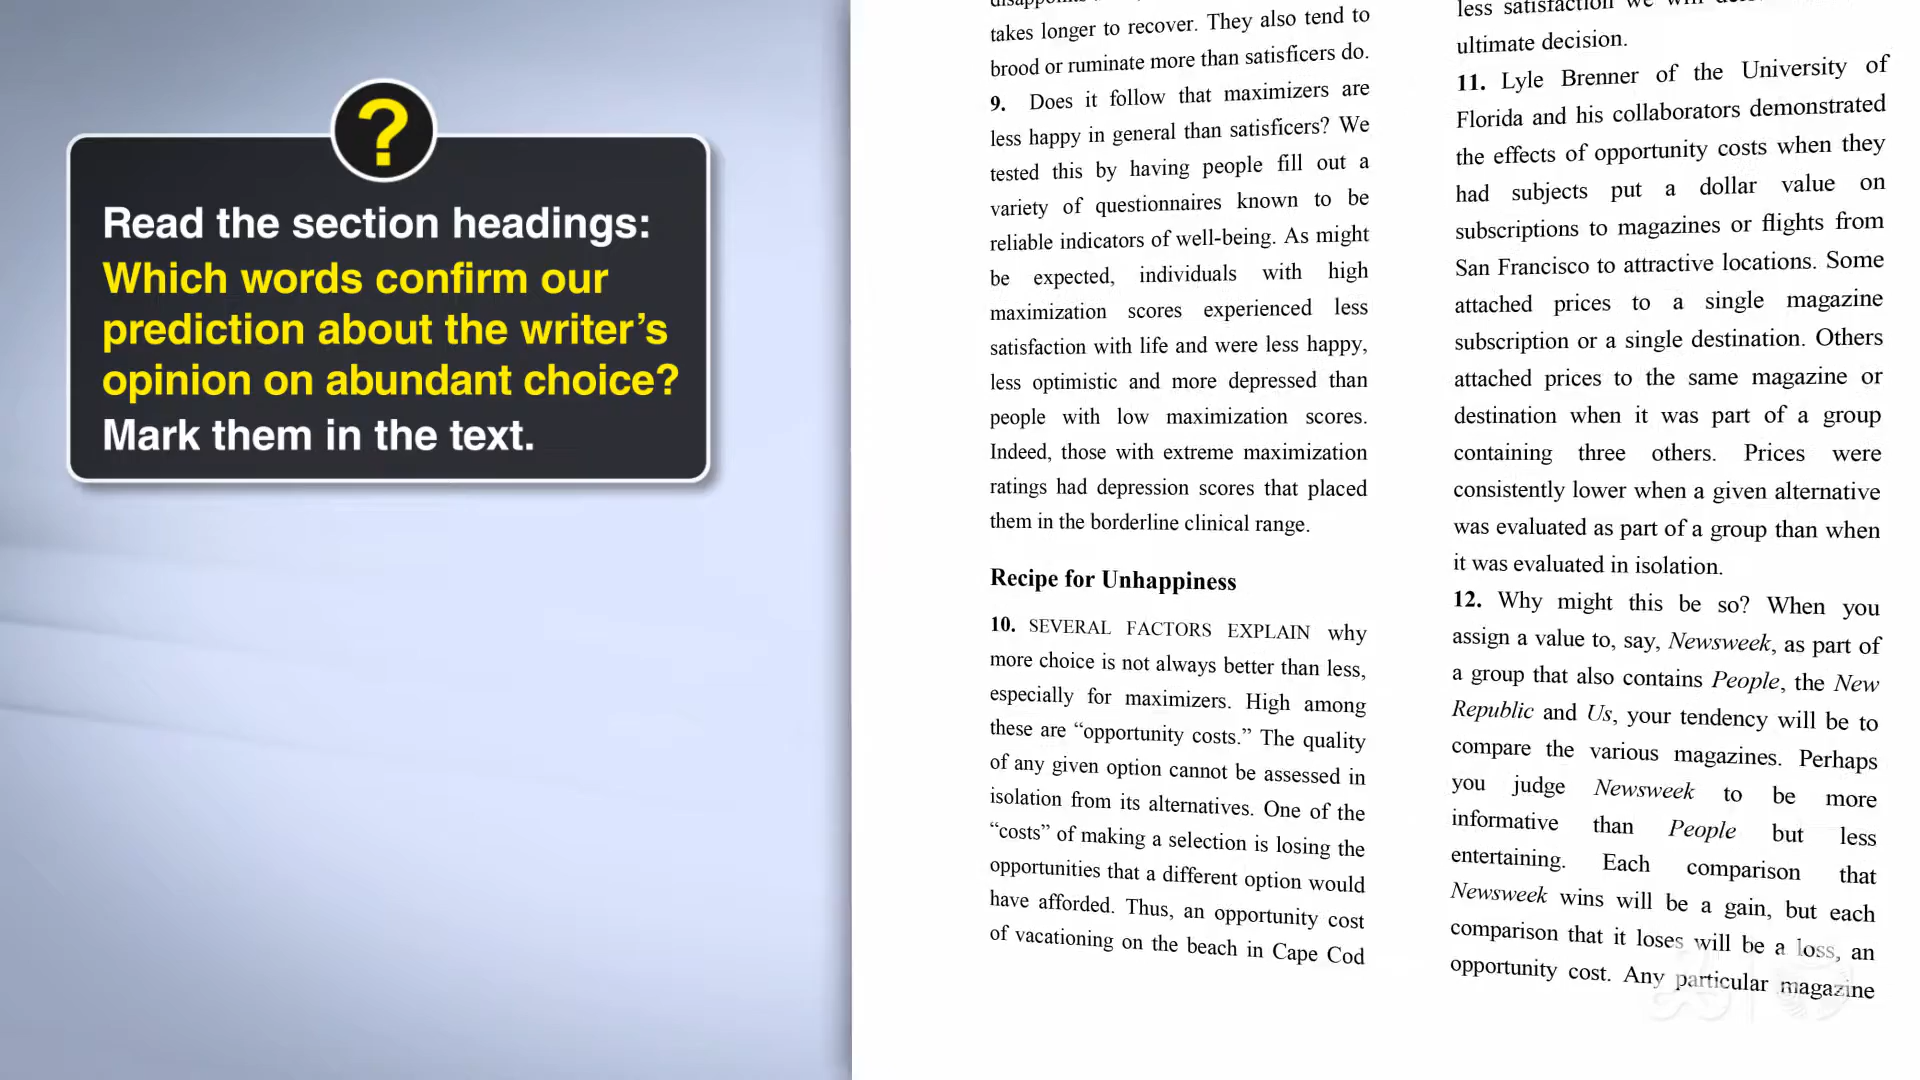 ?
Read the section headings:
Which words confirm our
prediction about the writer's
opinion on abundant choice?
Mark them in the text.
takes longer to recover. They also tend to
brood or ruminate more than satisficers do.
9. Does it follow that maximizers are
less happy in general than satisficers? We
tested this by having people fill out a
variety of questionnaires known to be
reliable indicators of well-being. As might
be expected, individuals with high
maximization scores experienced less
satisfaction with life and were less happy,
less optimistic and more depressed than
people with low maximization scores.
Indeed, those with extreme maximization
ratings had depression scores that placed
them in the borderline clinical range.
Recipe for Unhappiness
10. SEVERAL FACTORS EXPLAIN why
more choice is not always better than less,
especially for maximizers. High among
these are “opportunity costs.” The quality
of any given option cannot be assessed in
isolation from its alternatives. One of the
“costs” of making a selection is losing the
opportunities that a different option would
have afforded. Thus, an opportunity cost
of vacationing on the beach in Cape Cod
less satisfaction we will
ultimate decision.
11. Lyle Brenner of the University of
Florida and his collaborators demonstrated
the effects of opportunity costs when they
had subjects put a dollar value on
subscriptions to magazines or flights from
San Francisco to attractive locations. Some
attached prices to a single magazine
subscription or a single destination. Others
attached prices to the same magazine or
destination when it was part of a group
containing three others. Prices were
consistently lower when a given alternative
was evaluated as part of a group than when
it was evaluated in isolation.
12. Why might this be so? When you
assign a value to, say, Newsweek, as part of
a group that also contains People, the New
Republic and Us, your tendency will be to
compare the various magazines. Perhaps
you judge Newsweek to be more
informative than People but less
entertaining. Each comparison that
Newsweek wins will be a gain, but each
comparison that it loses will be a loss, an
opportunity cost. Any particular magazine